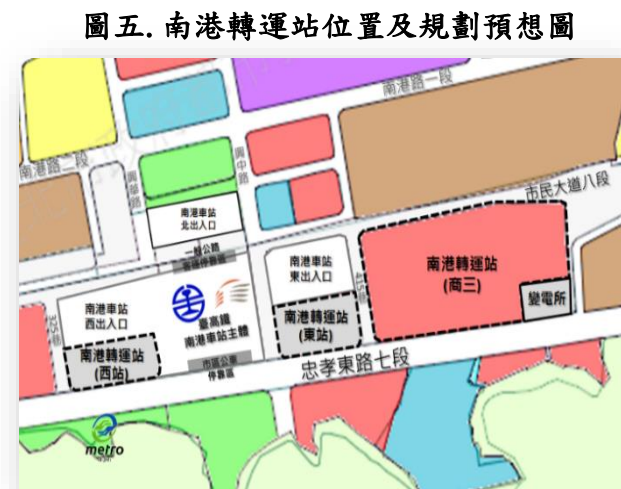 圖五.南港轉運站位置及規劃預想圖
南港路一段
南港路二段
興華路
興中路
市民大道八段
南港車站
北出入口
一般公路
客運停靠區
南港車站
東出入口
南港轉運站
(商三)
變電所
南港車站
西出入口
臺高鐵
南港車站主體
南港轉運站
(東站)
南港轉運站
(西站)
市區公車
停靠區
忠孝東路七段
metro